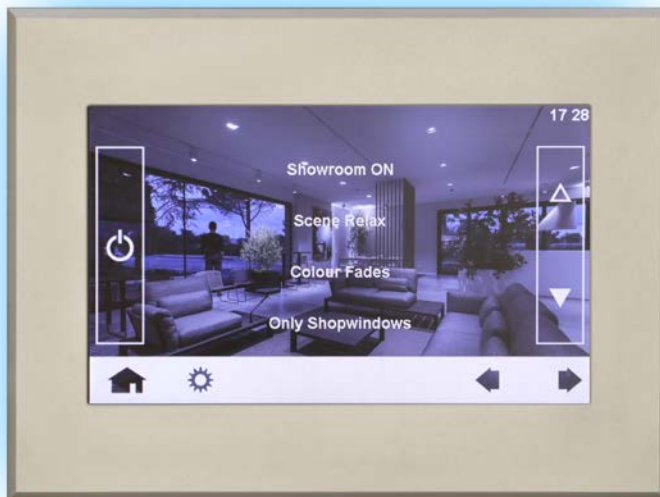 17 28
Showroom ON
Scene Relax
Colour Fades
Only Shopwindows